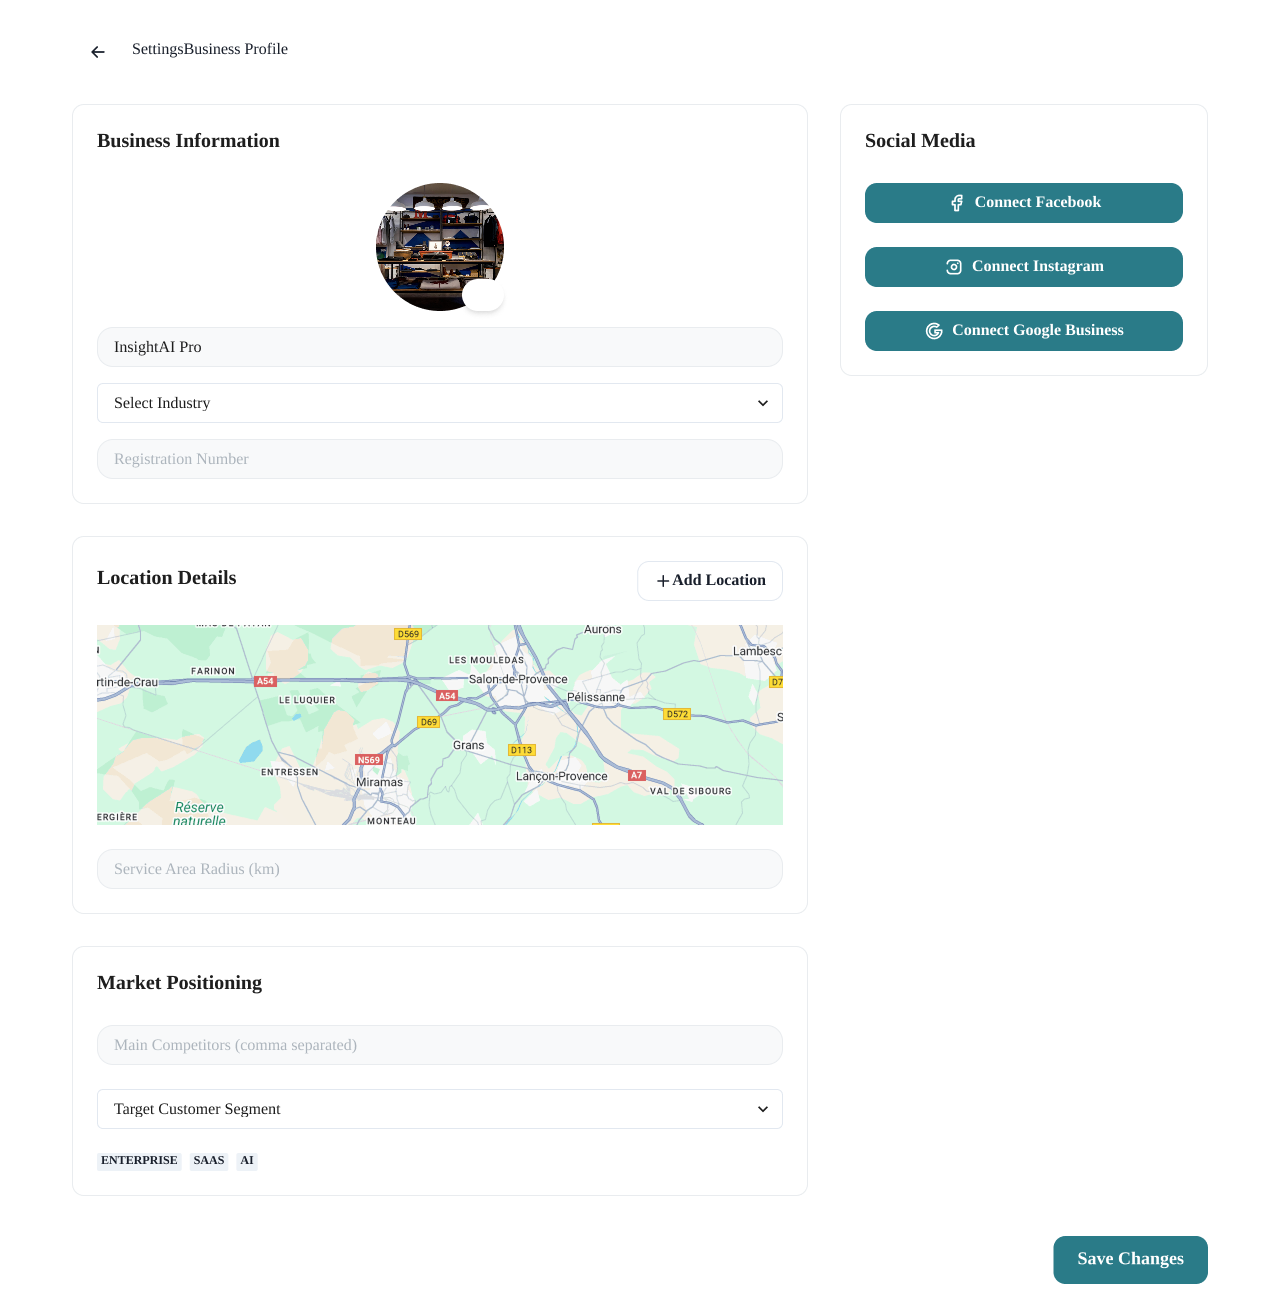 SettingsBusiness Profile
Business Information
InsightAI Pro
Select Industry
Registration Number
Social Media
Connect Facebook
Connect Instagram
Connect Google Business
Location Details
Add Location
D569
Aurons
Lambesc
LES MOULEDAS
FARINON
rtin-de-Crau
A54
Salon-de-Provence
D7
A54
Pélissanne
LE LUQUIER
D69
D572
S
Grans
D113
N569
ENTRESSEN
Miramas
Lançon-Provence
A7
VAL DE SIBOURG
Réserve
naturelle
ERGIÈRE
MONTEAU
Service Area Radius (km)
Market Positioning
Main Competitors (comma separated)
Target Customer Segment
ENTERPRISE SAAS AI
Save Changes